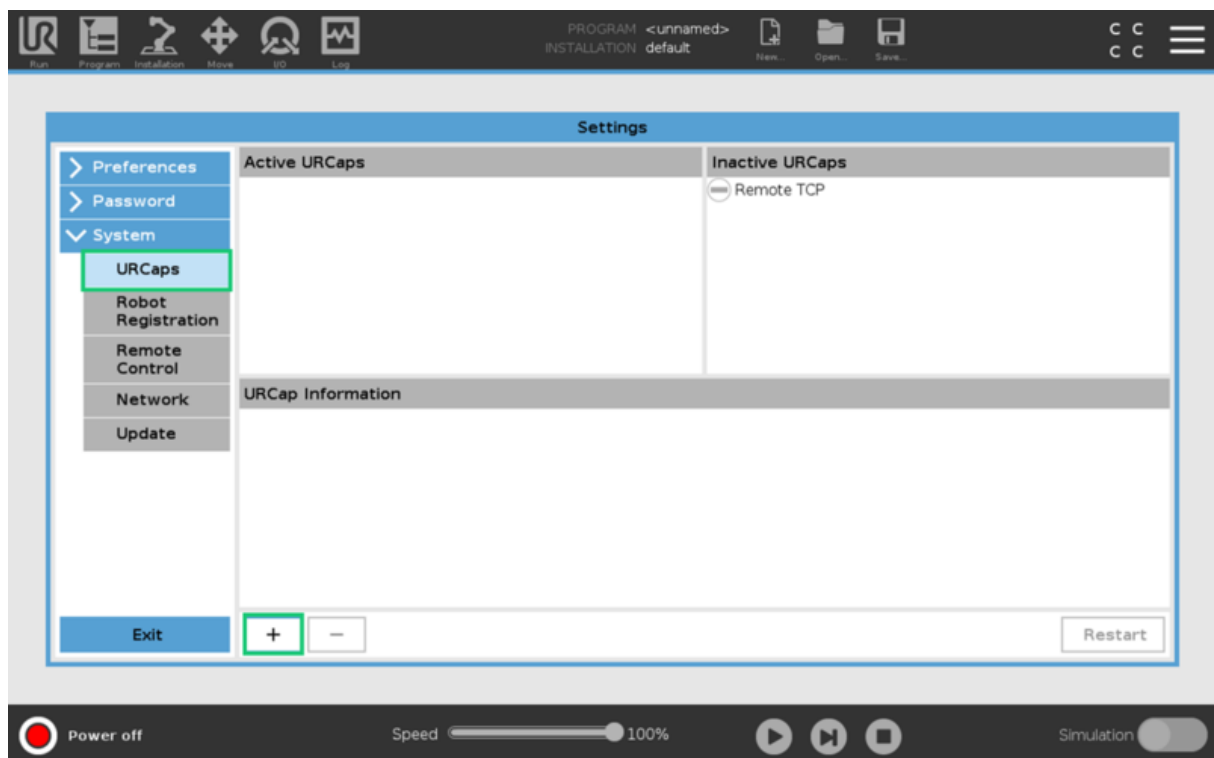 UR
PROGRAM <unnamed>
INSTALLATION default
C C
C C
Run Program Installation Move I/O Log New... Open... Save...
Settings
Preferences
Password
System
URCaps
Robot
Registration
Remote
Control
Network
Update
Exit
Active URCaps
Inactive URCaps
Remote TCP
URCap Information
+ −
Restart
Power off
Speed 100%
Simulation